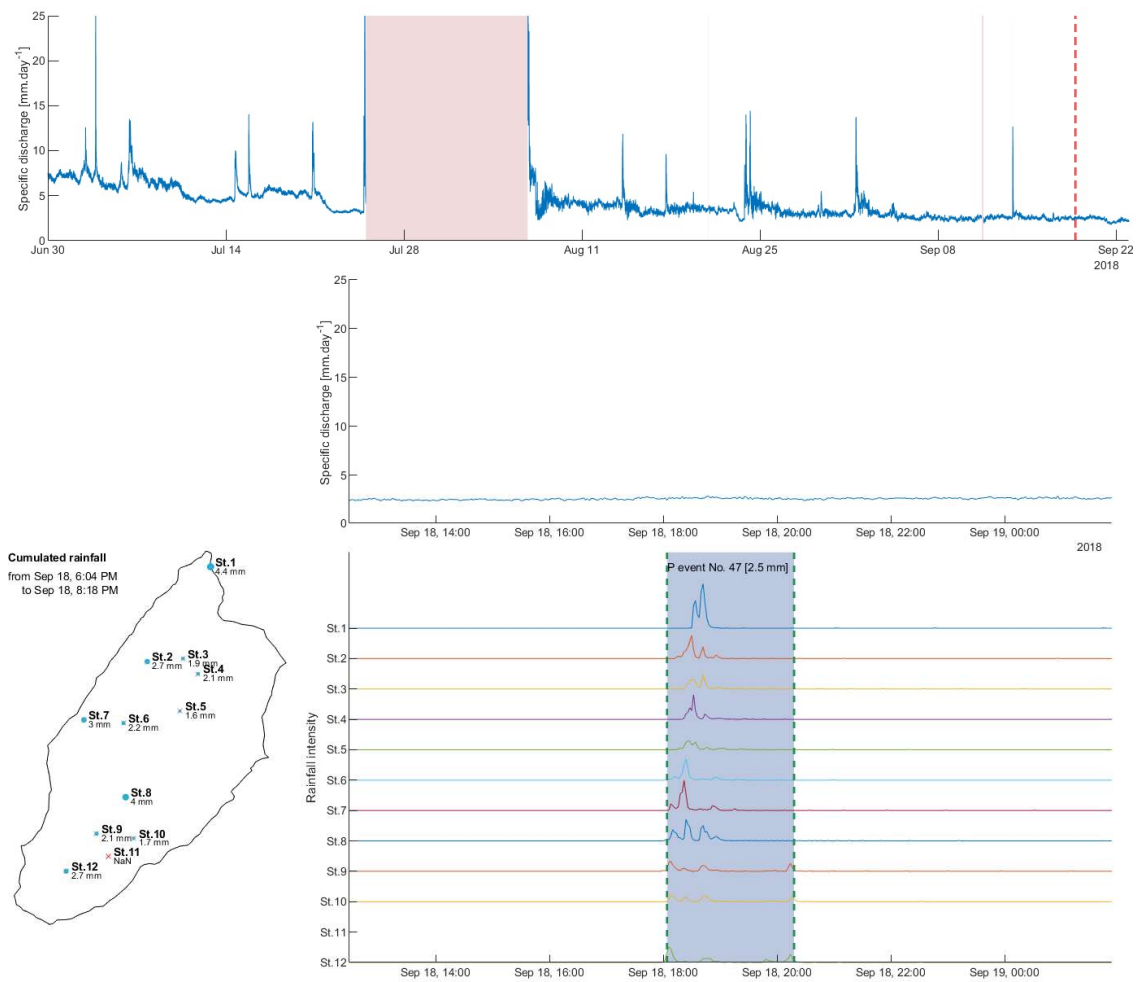 25
20
15
10
5
0
Specific discharge [mm.day⁻¹]
Jun 30 Jul 14 Jul 28 Aug 11 Aug 25 Sep 08 Sep 22
2018
25
20
15
10
5
0
Specific discharge [mm.day⁻¹]
Sep 18, 14:00 Sep 18, 16:00 Sep 18, 18:00 Sep 18, 20:00 Sep 18, 22:00 Sep 19, 00:00
2018
Cumulated rainfall
from Sep 18, 6:04 PM
to Sep 18, 8:18 PM
St.1
4.4 mm
St.2
2.7 mm
St.3
1.9 mm
St.4
2.1 mm
St.5
1.6 mm
St.7
3 mm
St.6
2.2 mm
St.8
4 mm
St.9
2.1 mm
St.10
1.7 mm
St.11
NaN
St.12
2.7 mm
P event No. 47 [2.5 mm]
Rainfall intensity
St.1
St.2
St.3
St.4
St.5
St.6
St.7
St.8
St.9
St.10
St.11
St.12
Sep 18, 14:00 Sep 18, 16:00 Sep 18, 18:00 Sep 18, 20:00 Sep 18, 22:00 Sep 19, 00:00